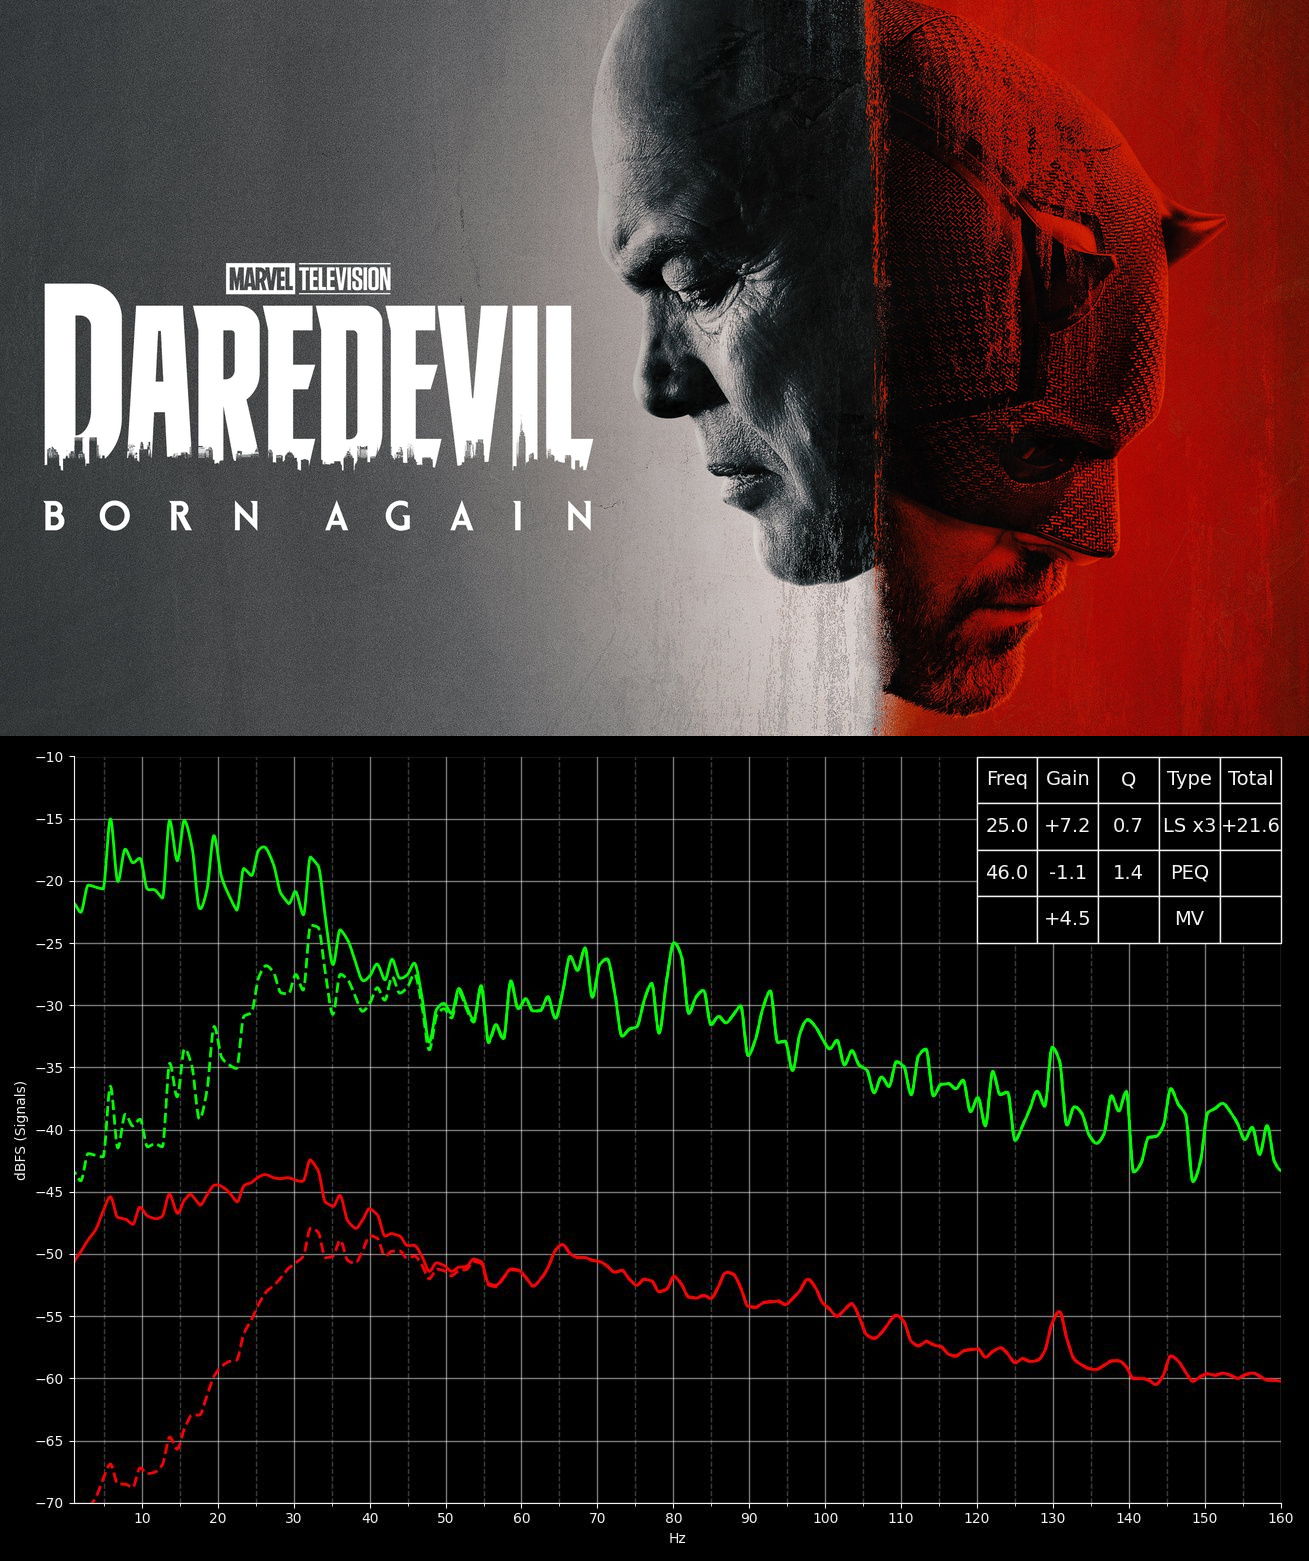 MARVEL TELEVISION
DAREDEVIL
BORN AGAIN
Freq Gain Q Type Total
25.0 +7.2 0.7 LS x3 +21.6
46.0 -1.1 1.4 PEQ
+4.5 MV
−10
−15
−20
−25
−30
−35
−40
−45
−50
−55
−60
−65
−70
dBFS (Signals)
10 20 30 40 50 60 70 80 90 100 110 120 130 140 150 160
Hz